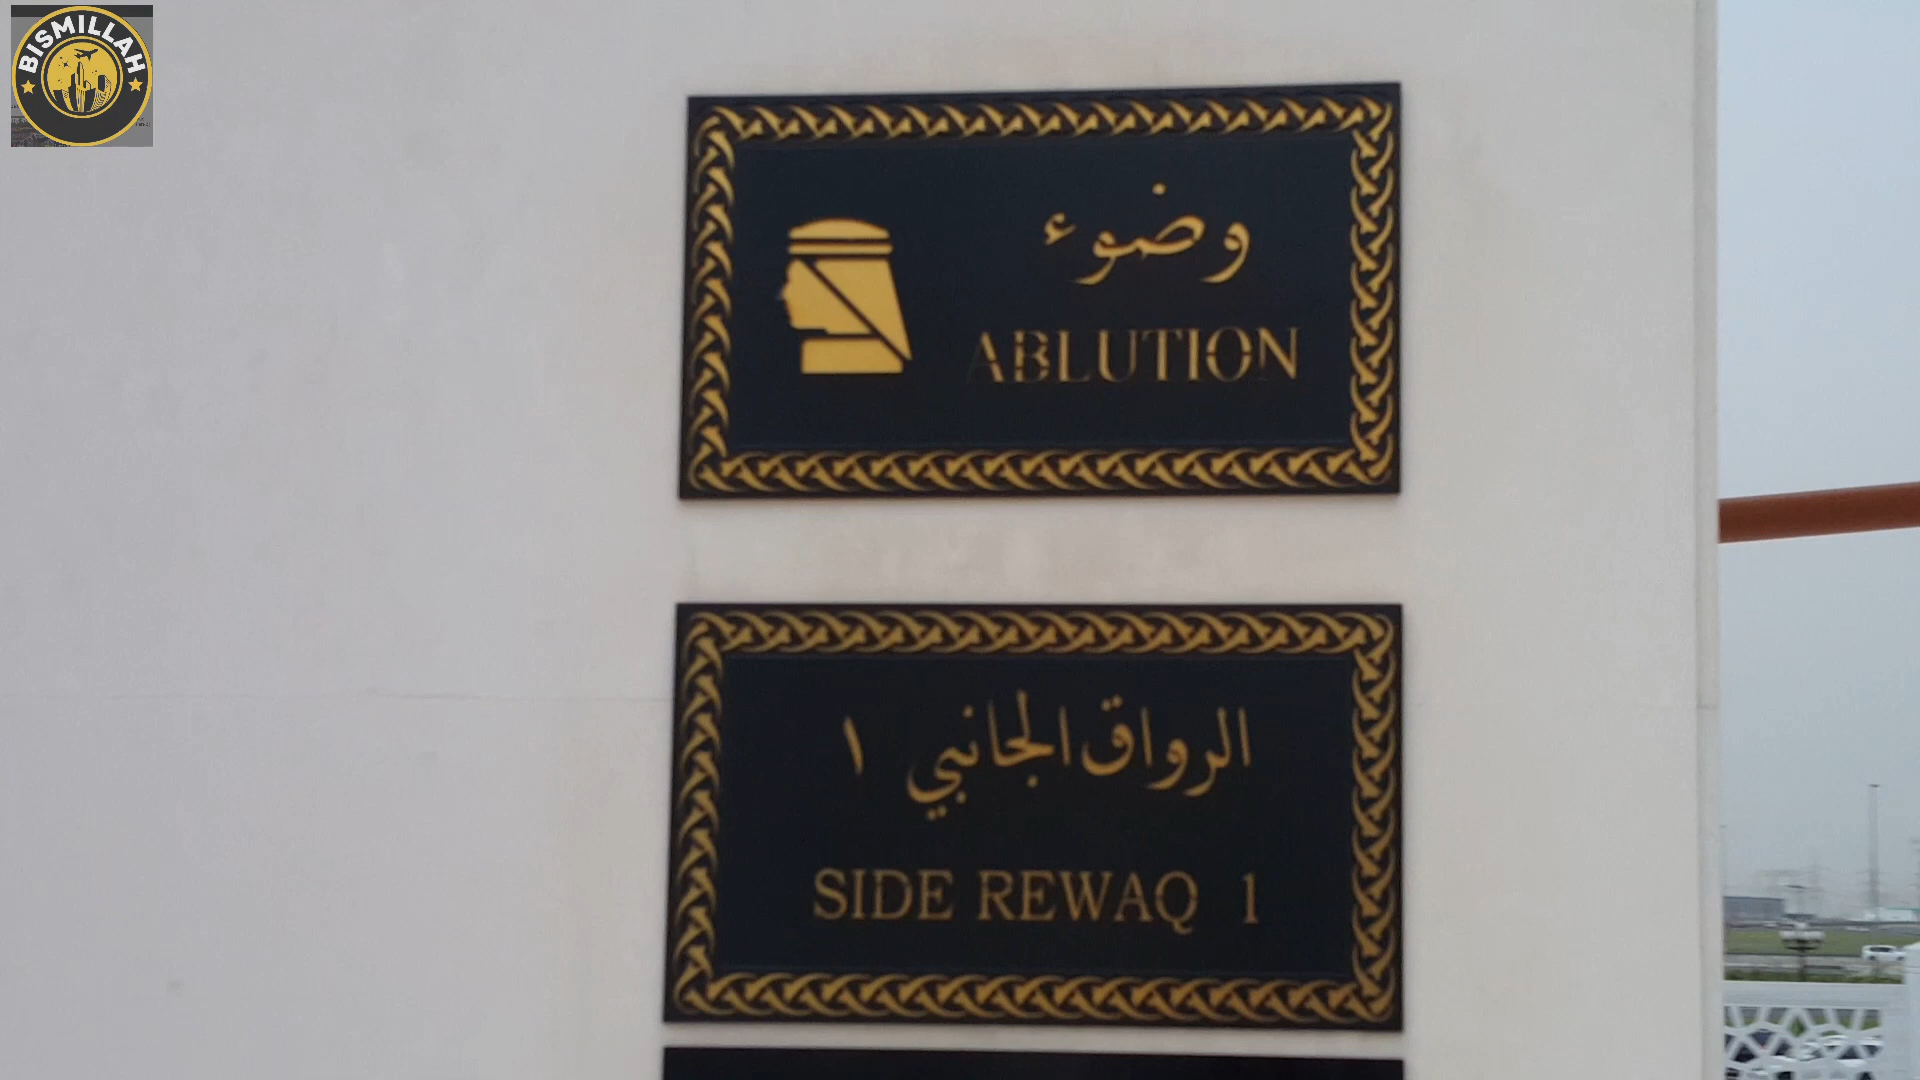 BISMILLAH
وضوء
ABLUTION
الرواق الجانبي ١
SIDE REWAQ 1